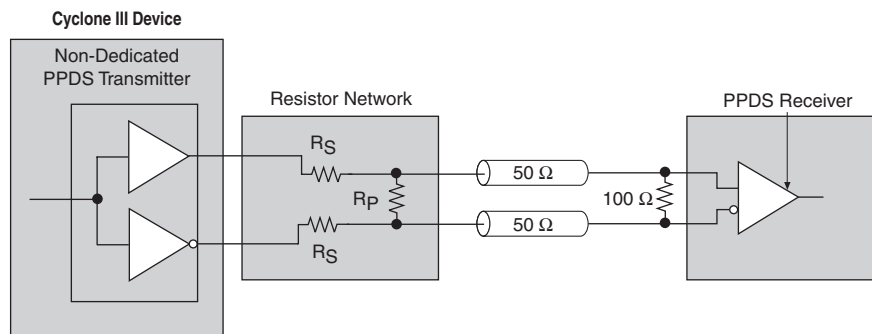 Cyclone III Device
Non-Dedicated
PPDS Transmitter
Resistor Network
PPDS Receiver
RS
50 Ω
RP
100 Ω
RS
50 Ω